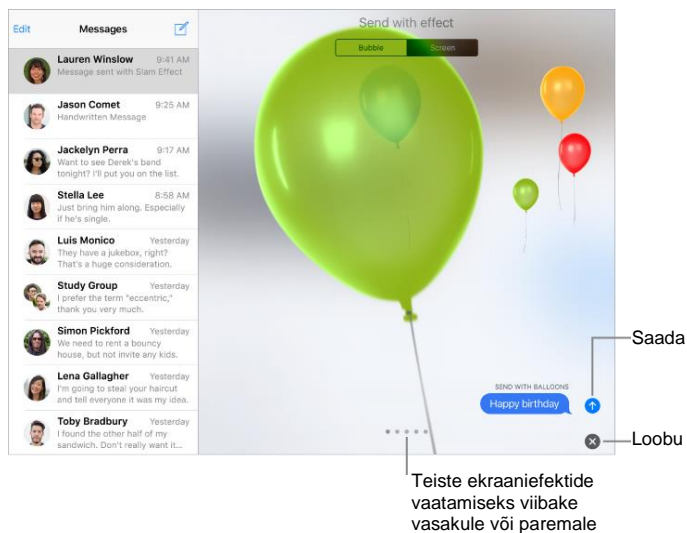 Edit
Messages
Lauren Winslow
9:41 AM
Message sent with Slam Effect
Jason Comet
9:25 AM
Handwritten Message
Jackelyn Perra
9:17 AM
Want to see Derek's band
tonight? I'll put you on the list.
Stella Lee
8:58 AM
Just bring him along. Especially
if he's single.
Luis Monico
Yesterday
They have a jukebox, right?
That's a huge consideration.
Study Group
Yesterday
I prefer the term "eccentric,"
thank you very much.
Simon Pickford
Yesterday
We need to rent a bouncy
house, but not invite any kids.
Lena Gallagher
Yesterday
I'm going to steal your haircut
and tell everyone it was my idea.
Toby Bradbury
Yesterday
I found the other half of my
sandwich. Don't really want it...
Send with effect
Bubble
Screen
SEND WITH BALLOONS
Happy birthday
Saada
Loobu
Teiste ekraaniefektide
vaatamiseks viibake
vasakule või paremale